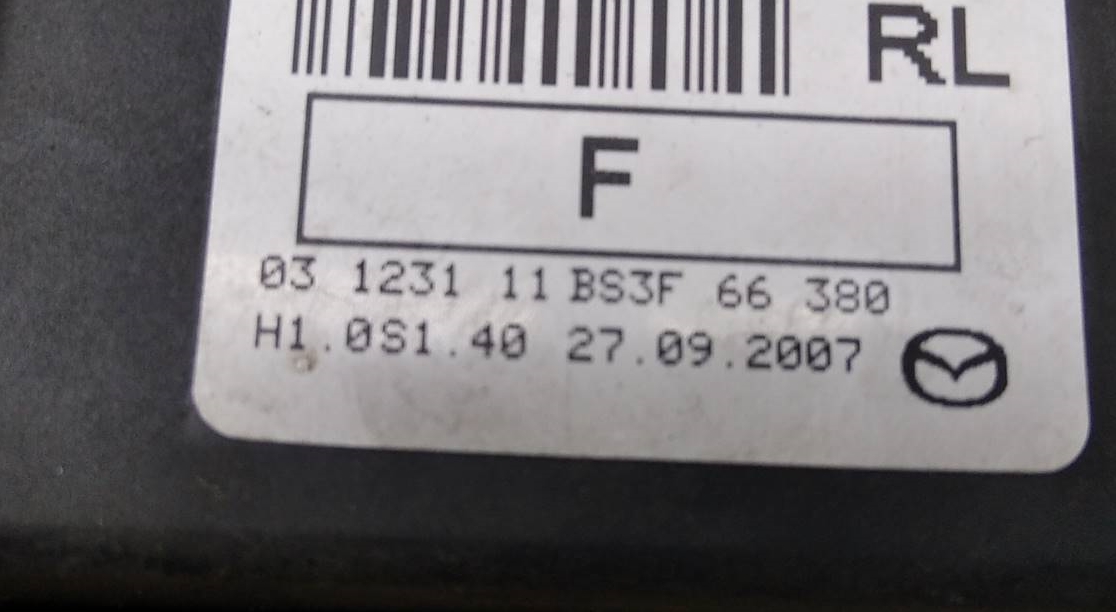 RL
F
03 1231 11 BS3F 66 380
H1.0S1.40 27.09.2007